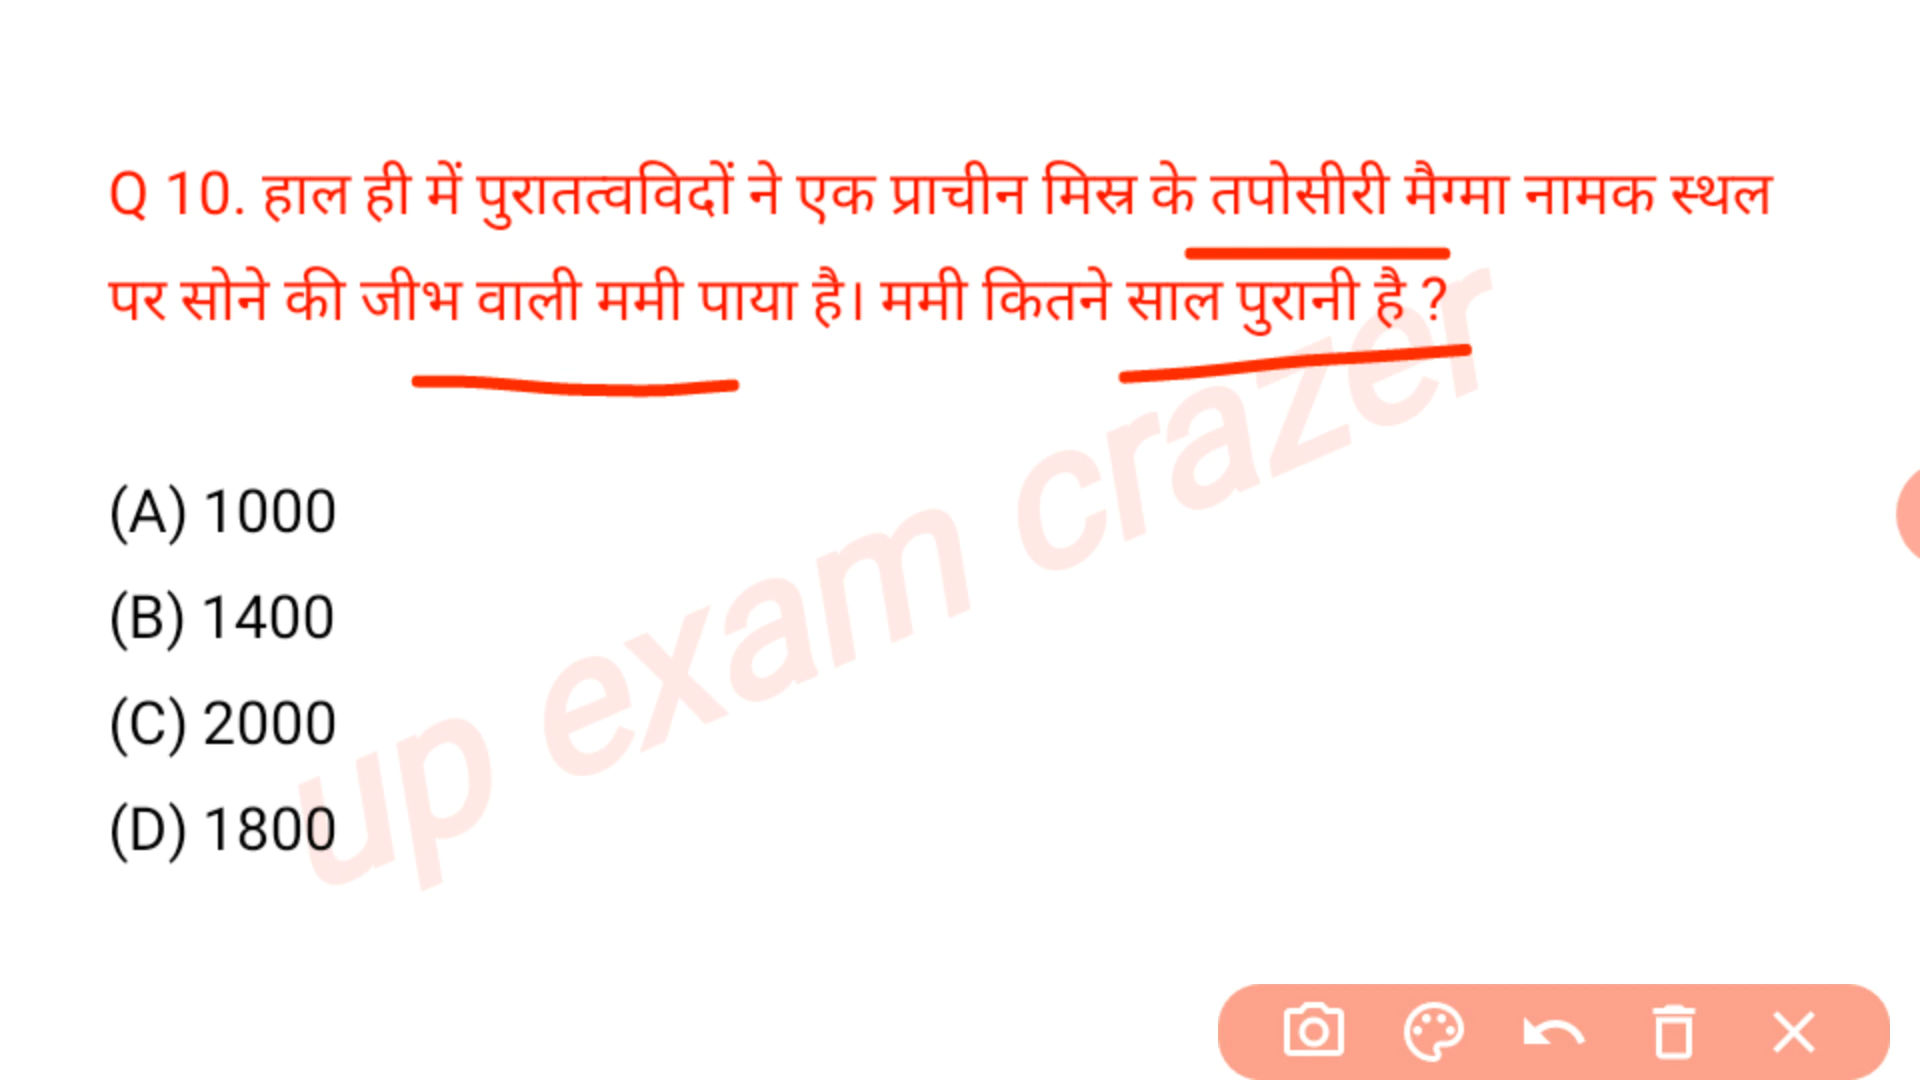 Q 10. हाल ही में पुरातत्वविदों ने एक प्राचीन मिस्र के तपोसीरी मैग्मा नामक स्थल
पर सोने की जीभ वाली ममी पाया है। ममी कितने साल पुरानी है ?
(A) 1000
(B) 1400
(C) 2000
(D) 1800
up exam crazer